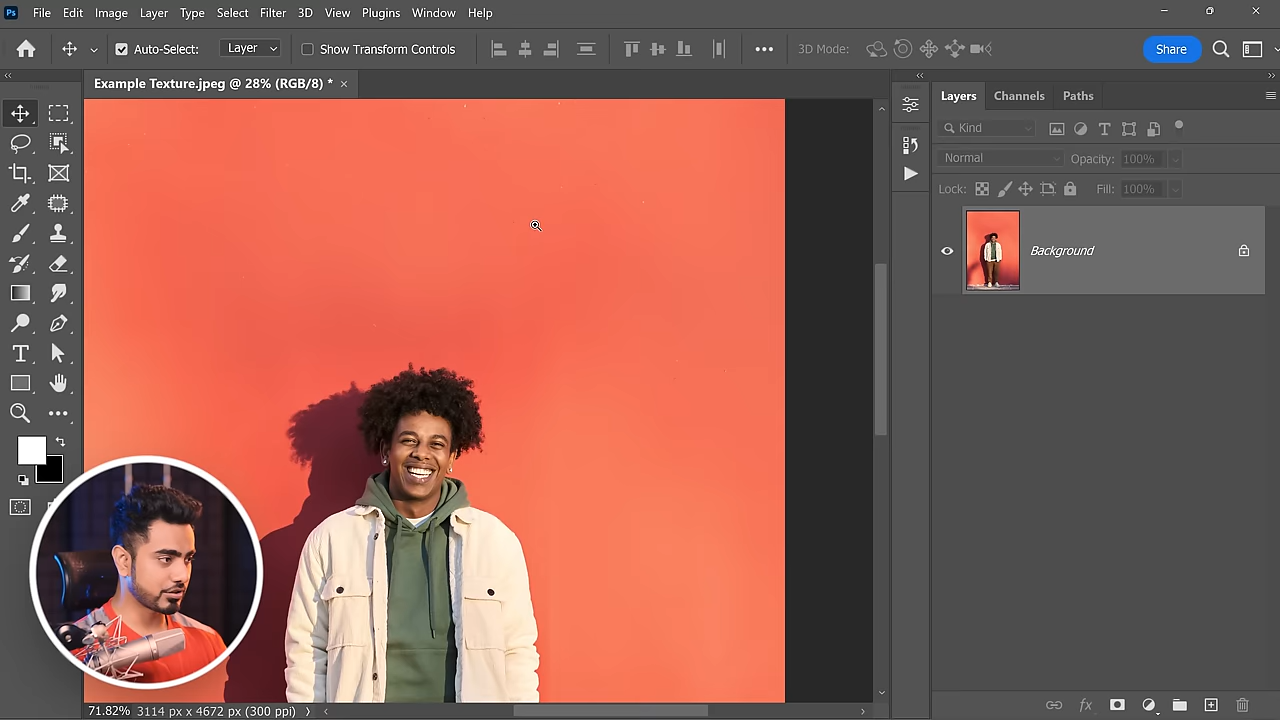 Ps File Edit Image Layer Type Select Filter 3D View Plugins Window Help
Auto-Select: Layer Show Transform Controls 3D Mode: Share
Example Texture.jpeg @ 28% (RGB/8) *
Layers Channels Paths
Kind
Normal Opacity: 100%
Lock: Fill: 100%
Background
71.82% 3114 px x 4672 px (300 ppi)